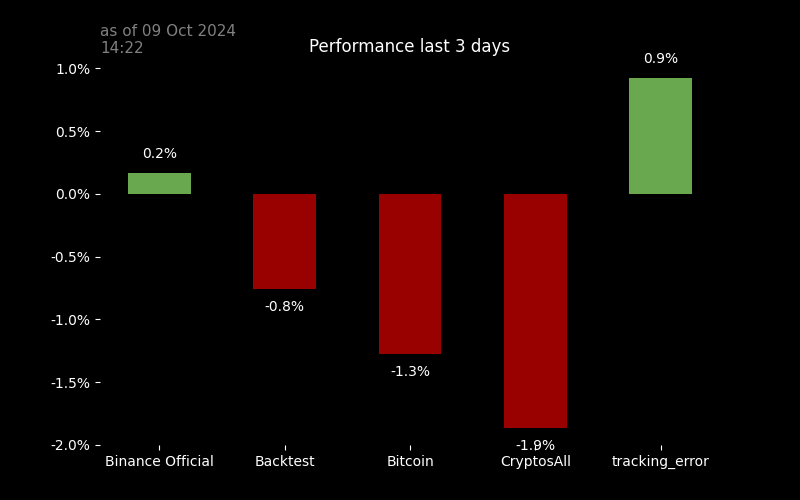 as of 09 Oct 2024
14:22
Performance last 3 days
1.0%
0.5%
0.0%
-0.5%
-1.0%
-1.5%
-2.0%
0.2%
-0.8%
-1.3%
-1.9%
0.9%
Binance Official
Backtest
Bitcoin
CryptosAll
tracking_error